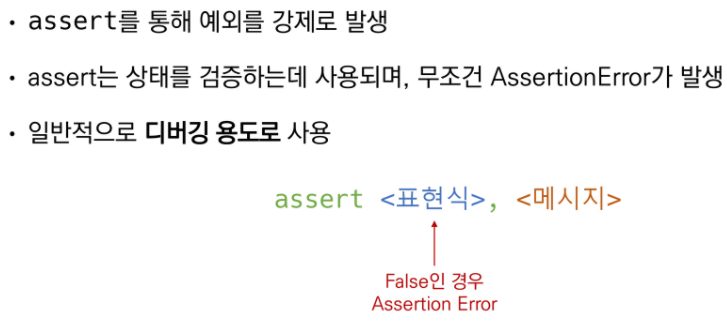 • assert를 통해 예외를 강제로 발생
• assert는 상태를 검증하는데 사용되며, 무조건 AssertionError가 발생
• 일반적으로 디버깅 용도로 사용
assert <표현식>, <메시지>
False인 경우
Assertion Error